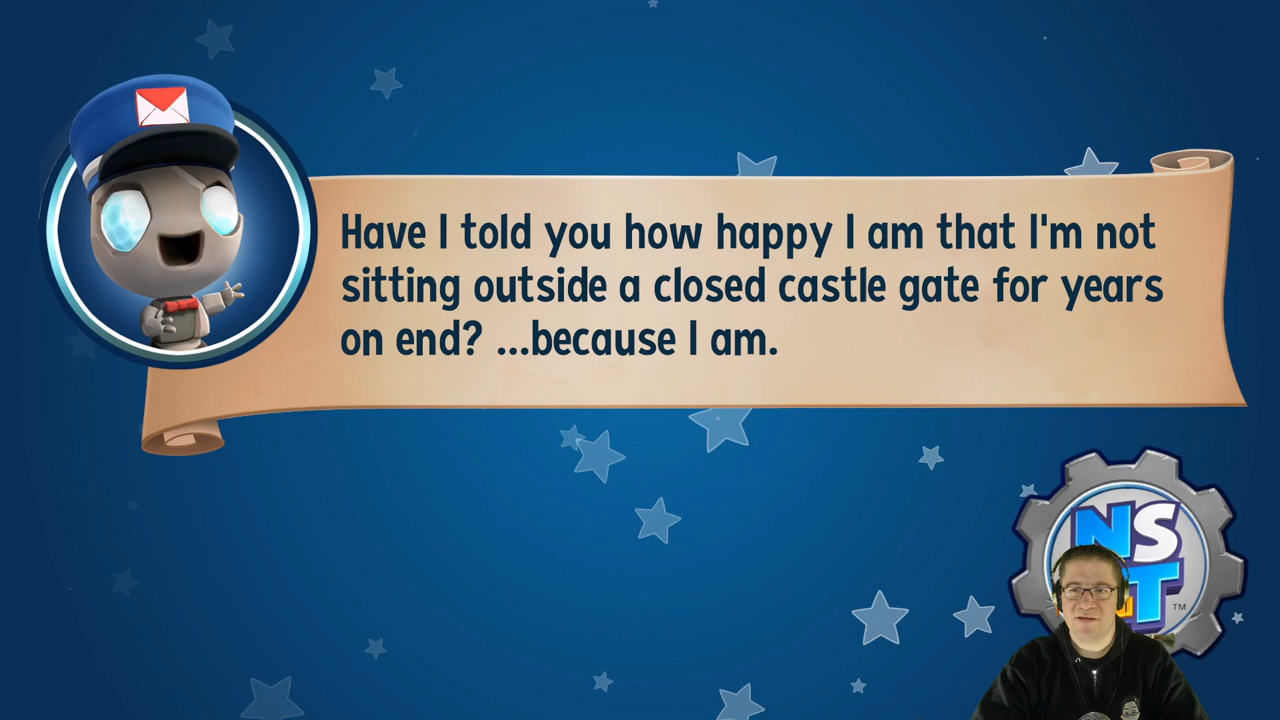 Have I told you how happy I am that I'm not
sitting outside a closed castle gate for years
on end? ...because I am.
NS
T
TM